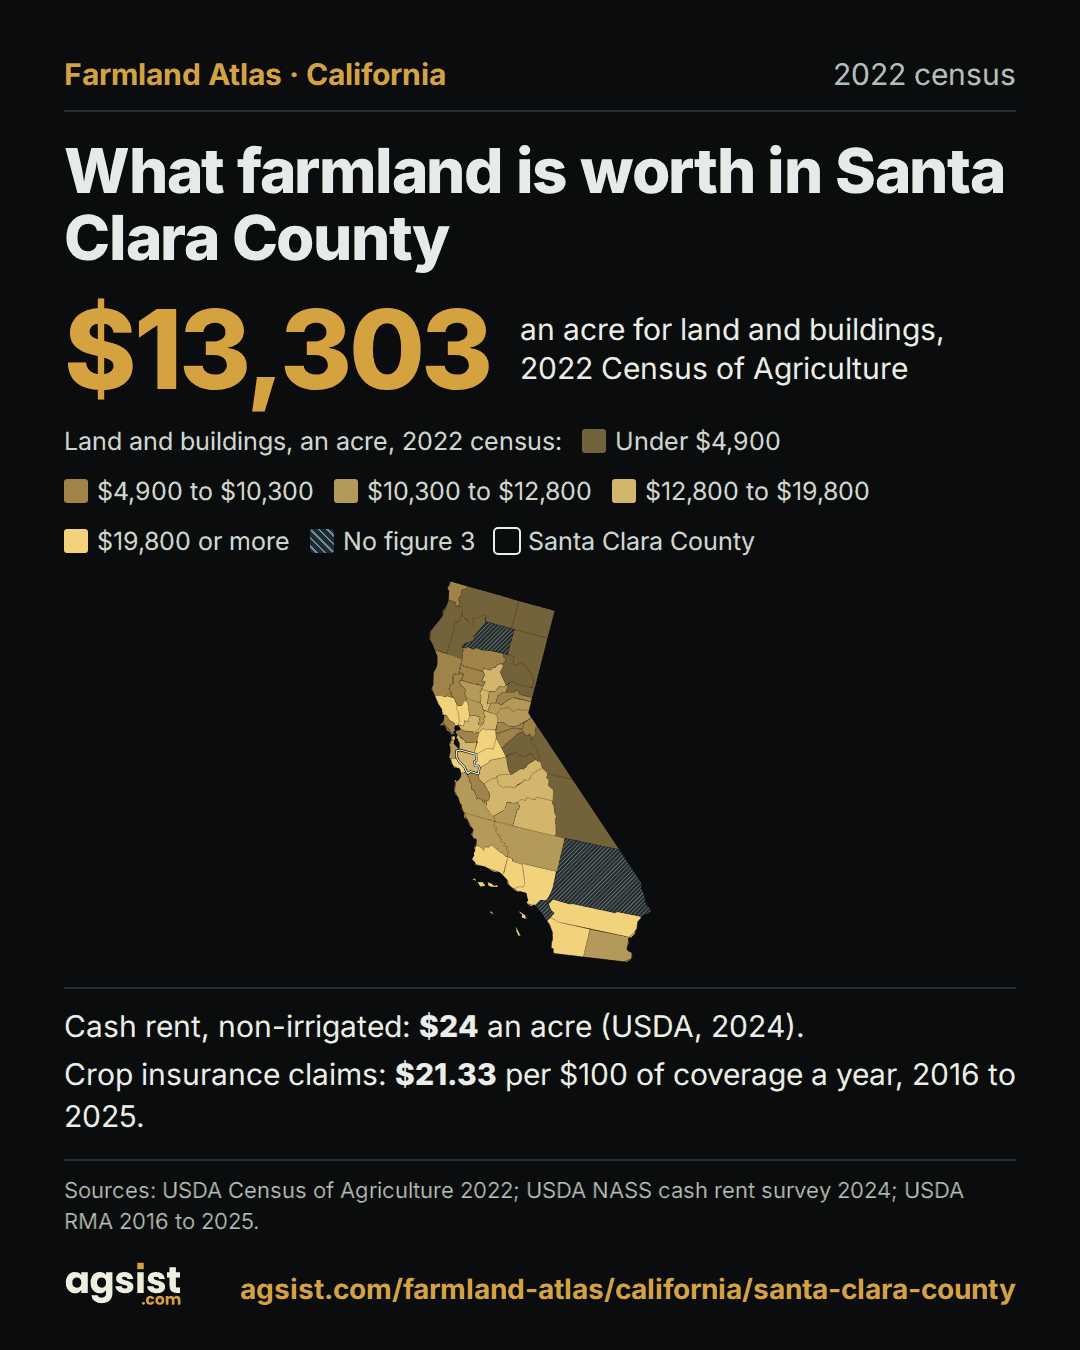 Farmland Atlas · California
2022 census
What farmland is worth in Santa
Clara County
$13,303
an acre for land and buildings,
2022 Census of Agriculture
Land and buildings, an acre, 2022 census: Under $4,900
$4,900 to $10,300 $10,300 to $12,800 $12,800 to $19,800
$19,800 or more No figure 3 Santa Clara County
Cash rent, non-irrigated: $24 an acre (USDA, 2024).
Crop insurance claims: $21.33 per $100 of coverage a year, 2016 to
2025.
Sources: USDA Census of Agriculture 2022; USDA NASS cash rent survey 2024; USDA
RMA 2016 to 2025.
agsist
.com
agsist.com/farmland-atlas/california/santa-clara-county